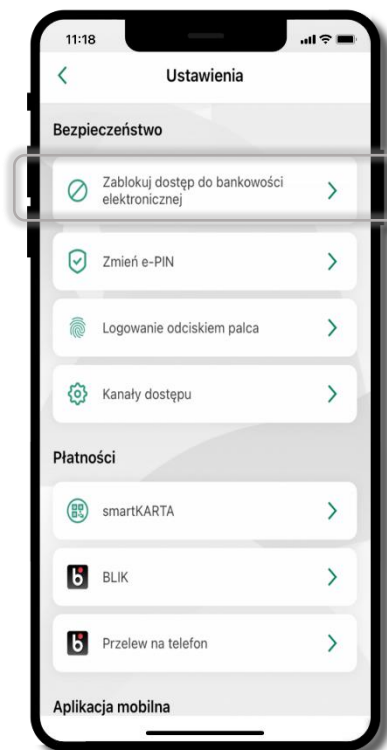 11:18
Ustawienia
Bezpieczeństwo
Zablokuj dostęp do bankowości
elektronicznej
Zmień e-PIN
Logowanie odciskiem palca
Kanały dostępu
Płatności
smartKARTA
BLIK
Przelew na telefon
Aplikacja mobilna